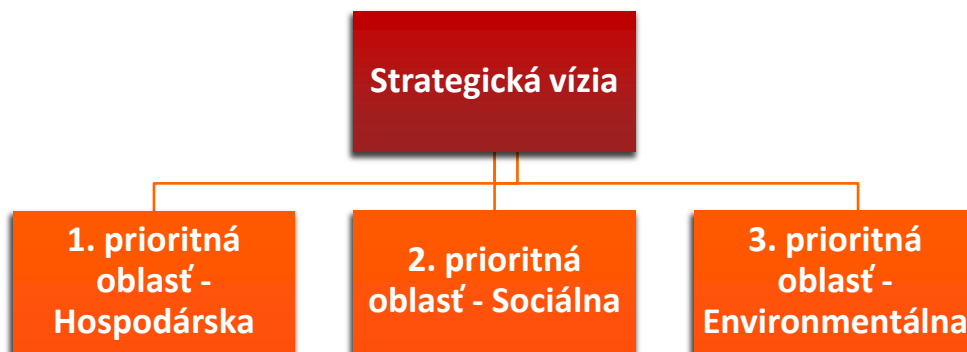 Strategická vízia
1. prioritná
oblasť -
Hospodárska
2. prioritná
oblasť - Sociálna
3. prioritná
oblasť -
Environmentálna